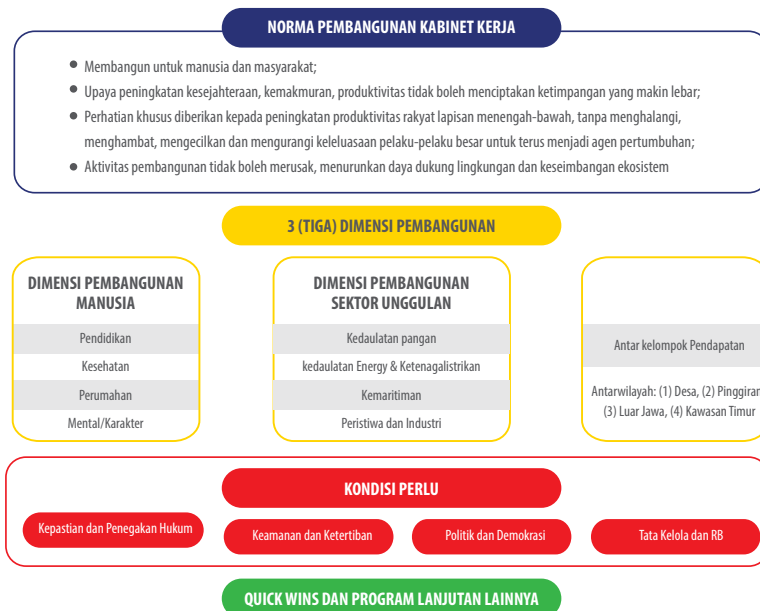 NORMA PEMBANGUNAN KABINET KERJA
• Membangun untuk manusia dan masyarakat;
• Upaya peningkatan kesejahteraan, kemakmuran, produktivitas tidak boleh menciptakan ketimpangan yang makin lebar;
• Perhatian khusus diberikan kepada peningkatan produktivitas rakyat lapisan menengah-bawah, tanpa menghalangi,
menghambat, mengecilkan dan mengurangi keleluasaan pelaku-pelaku besar untuk terus menjadi agen pertumbuhan;
• Aktivitas pembangunan tidak boleh merusak, menurunkan daya dukung lingkungan dan keseimbangan ekosistem
3 (TIGA) DIMENSI PEMBANGUNAN
DIMENSI PEMBANGUNAN
MANUSIA
Pendidikan
Kesehatan
Perumahan
Mental/Karakter
DIMENSI PEMBANGUNAN
SEKTOR UNGGULAN
Kedaulatan pangan
kedaulatan Energy & Ketenagalistrikan
Kemaritiman
Peristiwa dan Industri
Antar kelompok Pendapatan
Antarwilayah: (1) Desa, (2) Pinggiran
(3) Luar Jawa, (4) Kawasan Timur
KONDISI PERLU
Kepastian dan Penegakan Hukum
Keamanan dan Ketertiban
Politik dan Demokrasi
Tata Kelola dan RB
QUICK WINS DAN PROGRAM LANJUTAN LAINNYA